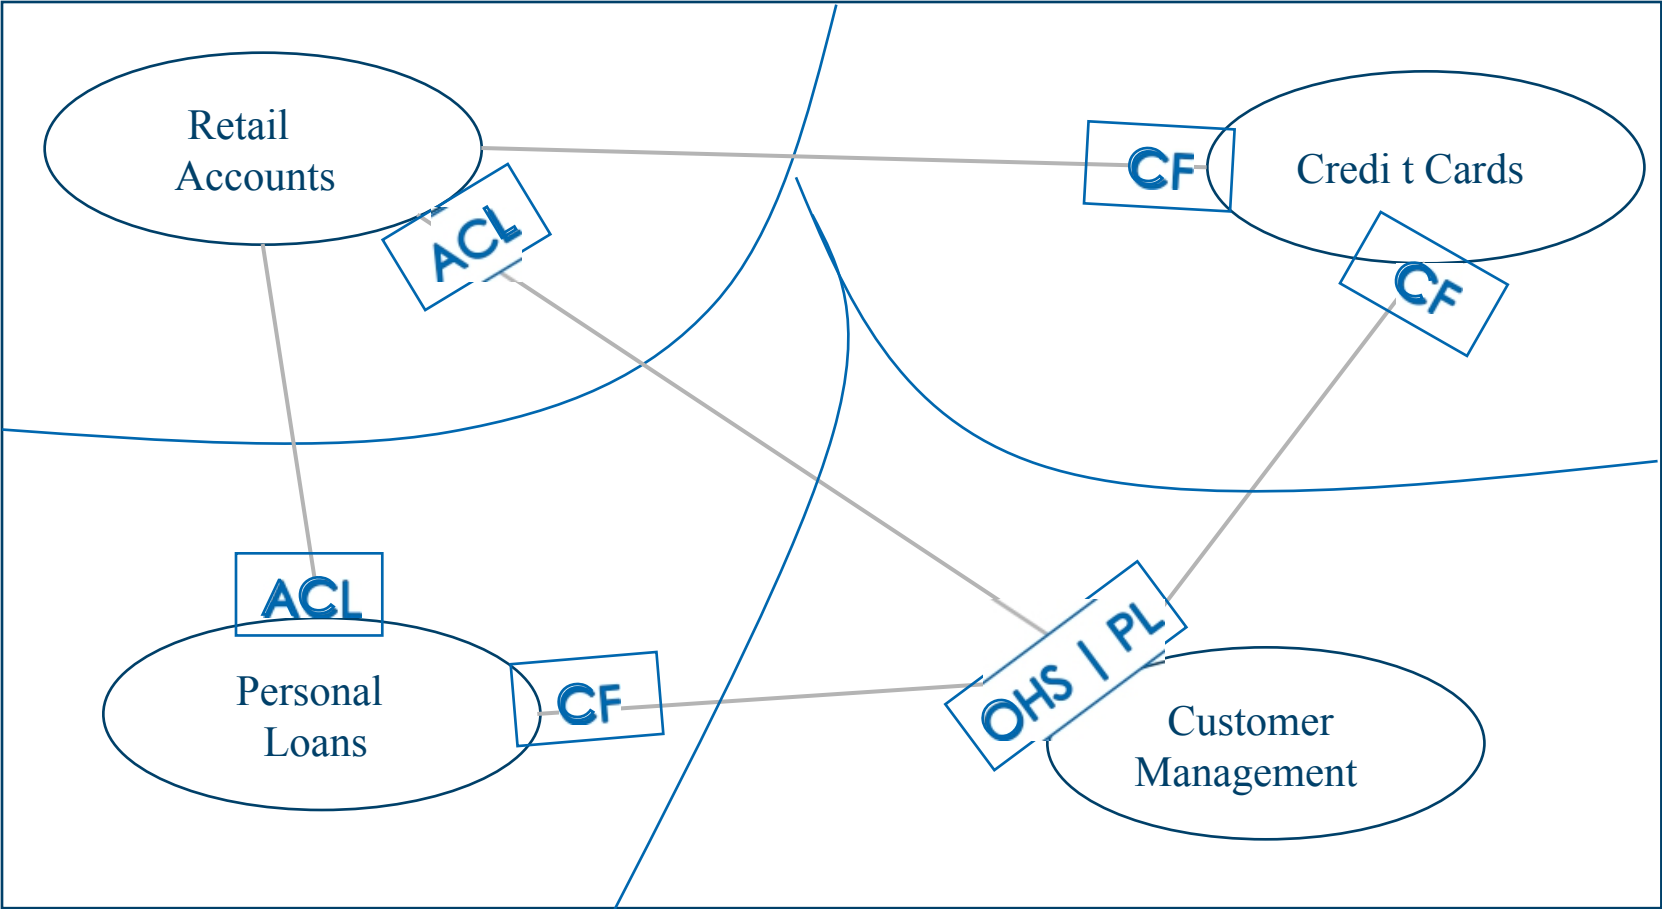 Retail
Accounts
CF
Credi t Cards
ACL
CF
ACL
Personal
Loans
CF
OHS | PL
Customer
Management